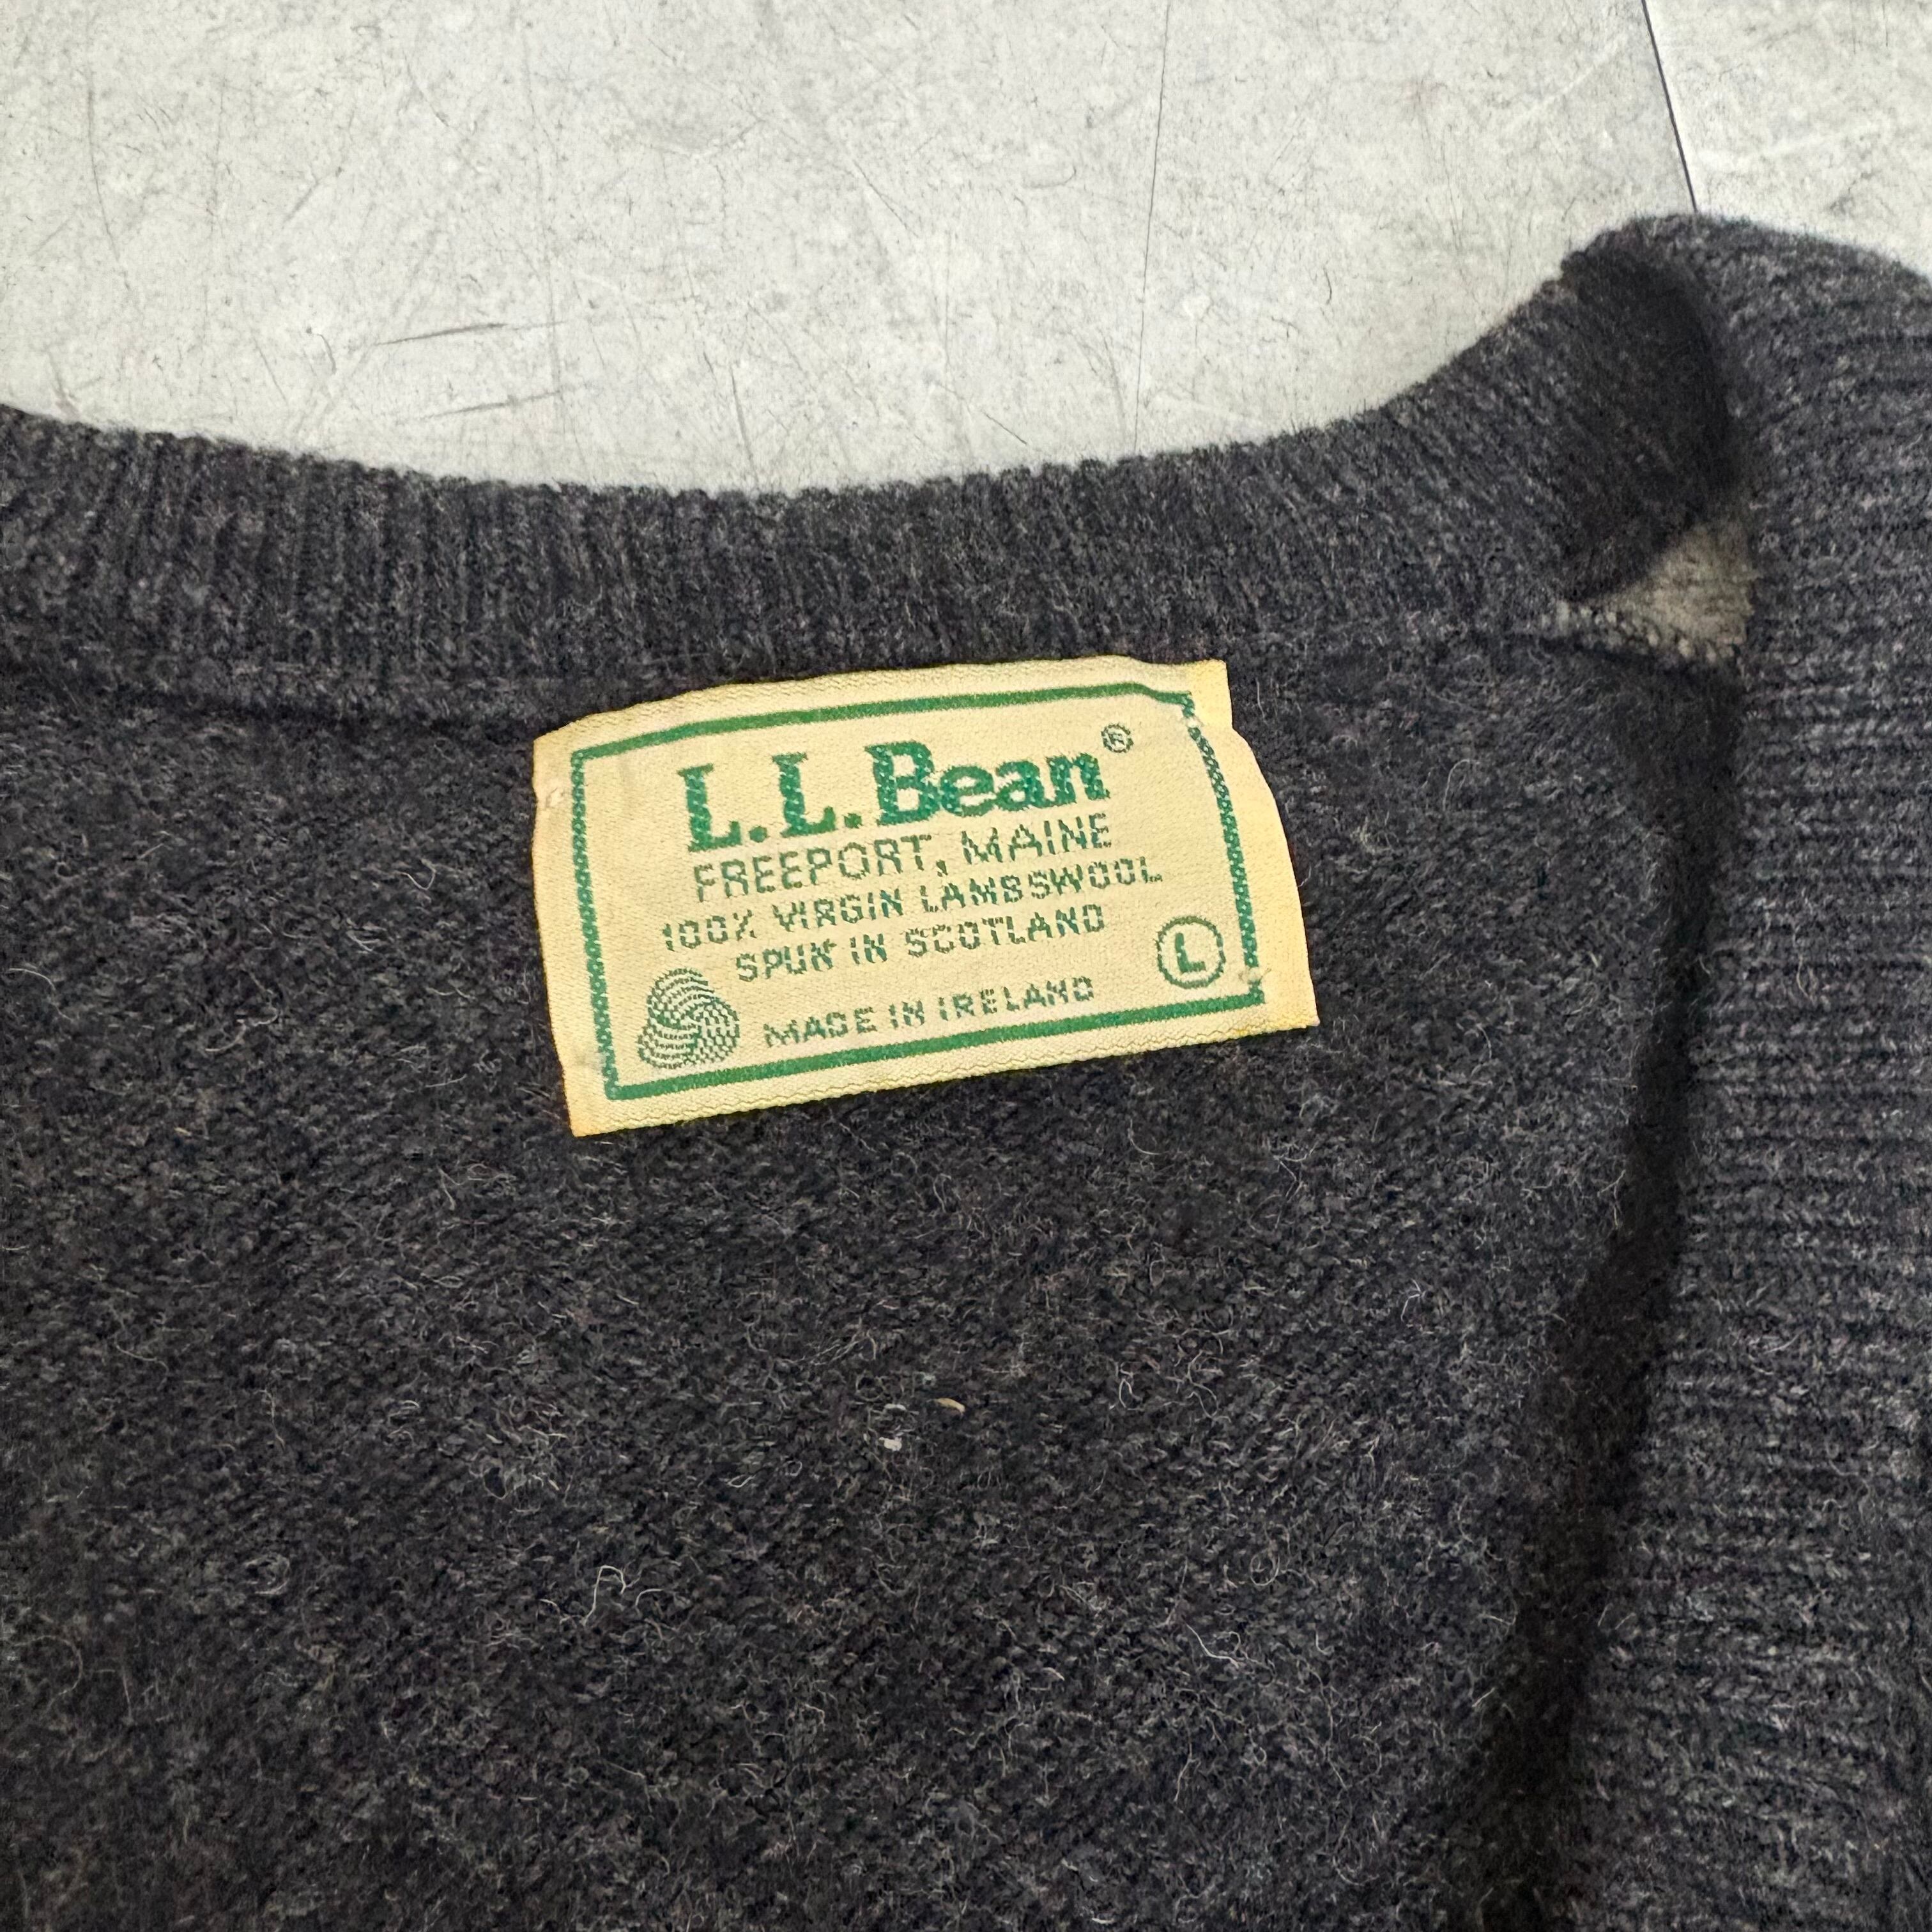 L.L.Bean®
FREEPORT, MAINE
100% VIRGIN LAMBSWOOL
SPUN IN SCOTLAND
L
MADE IN IRELAND